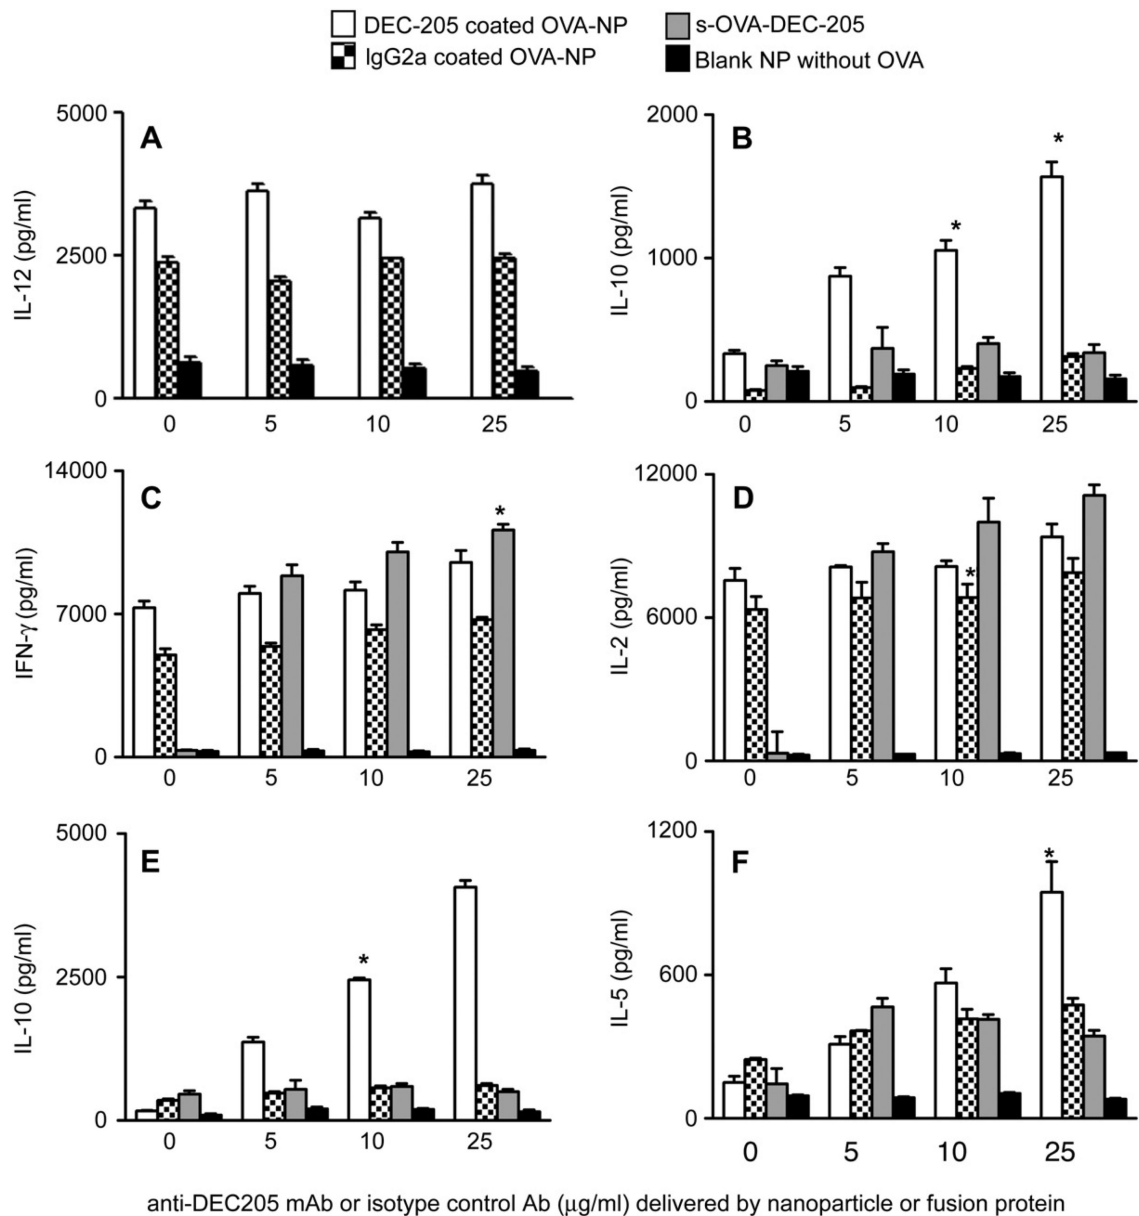 DEC-205 coated OVA-NP
s-OVA-DEC-205
IgG2a coated OVA-NP
Blank NP without OVA
A
IL-12 (pg/ml)
5000
2500
0
0 5 10 25
B
IL-10 (pg/ml)
2000
1000
0
*
*
0 5 10 25
C
IFN-γ (pg/ml)
14000
7000
0
*
0 5 10 25
D
IL-2 (pg/ml)
12000
6000
0
*
0 5 10 25
E
IL-10 (pg/ml)
5000
2500
0
*
0 5 10 25
F
IL-5 (pg/ml)
1200
600
0
*
0 5 10 25
anti-DEC205 mAb or isotype control Ab (μg/ml) delivered by nanoparticle or fusion protein